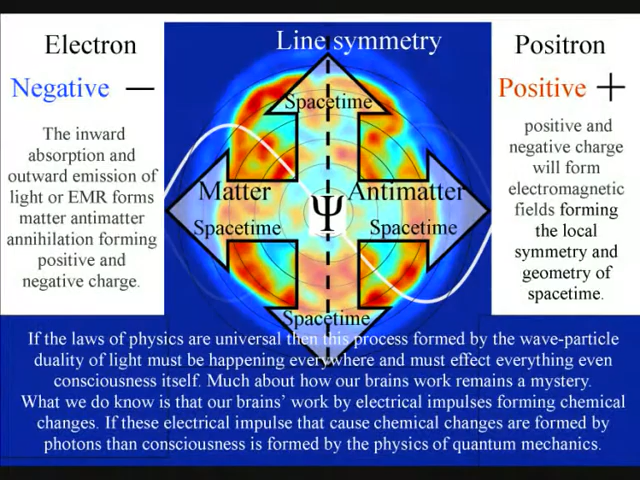 Electron
Negative —
The inward
absorption and
outward emission of
light or EMR forms
matter antimatter
annihilation forming
positive and
negative charge.
Line symmetry
Spacetime
Matter
Antimatter
Ψ
Spacetime
Spacetime
Spacetime
Positron
Positive +
positive and
negative charge
will form
electromagnetic
fields forming
the local
symmetry and
geometry of
spacetime.
If the laws of physics are universal then this process formed by the wave-particle
duality of light must be happening everywhere and must effect everything even
consciousness itself. Much about how our brains work remains a mystery.
What we do know is that our brains' work by electrical impulses forming chemical
changes. If these electrical impulse that cause chemical changes are formed by
photons than consciousness is formed by the physics of quantum mechanics.